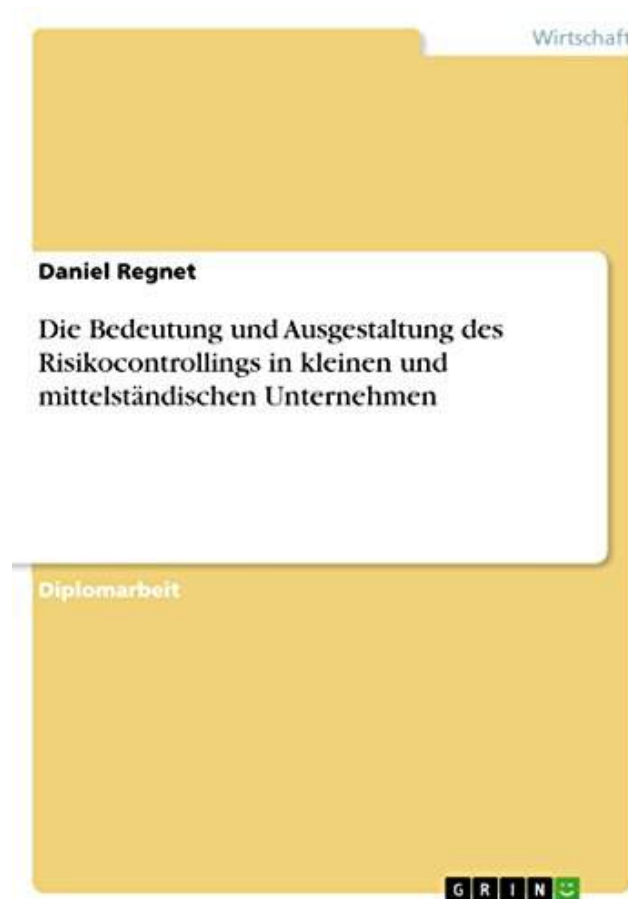 Wirtschaft
Daniel Regnet
Die Bedeutung und Ausgestaltung des
Risikocontrollings in kleinen und
mittelständischen Unternehmen
Diplomarbeit
GRIN